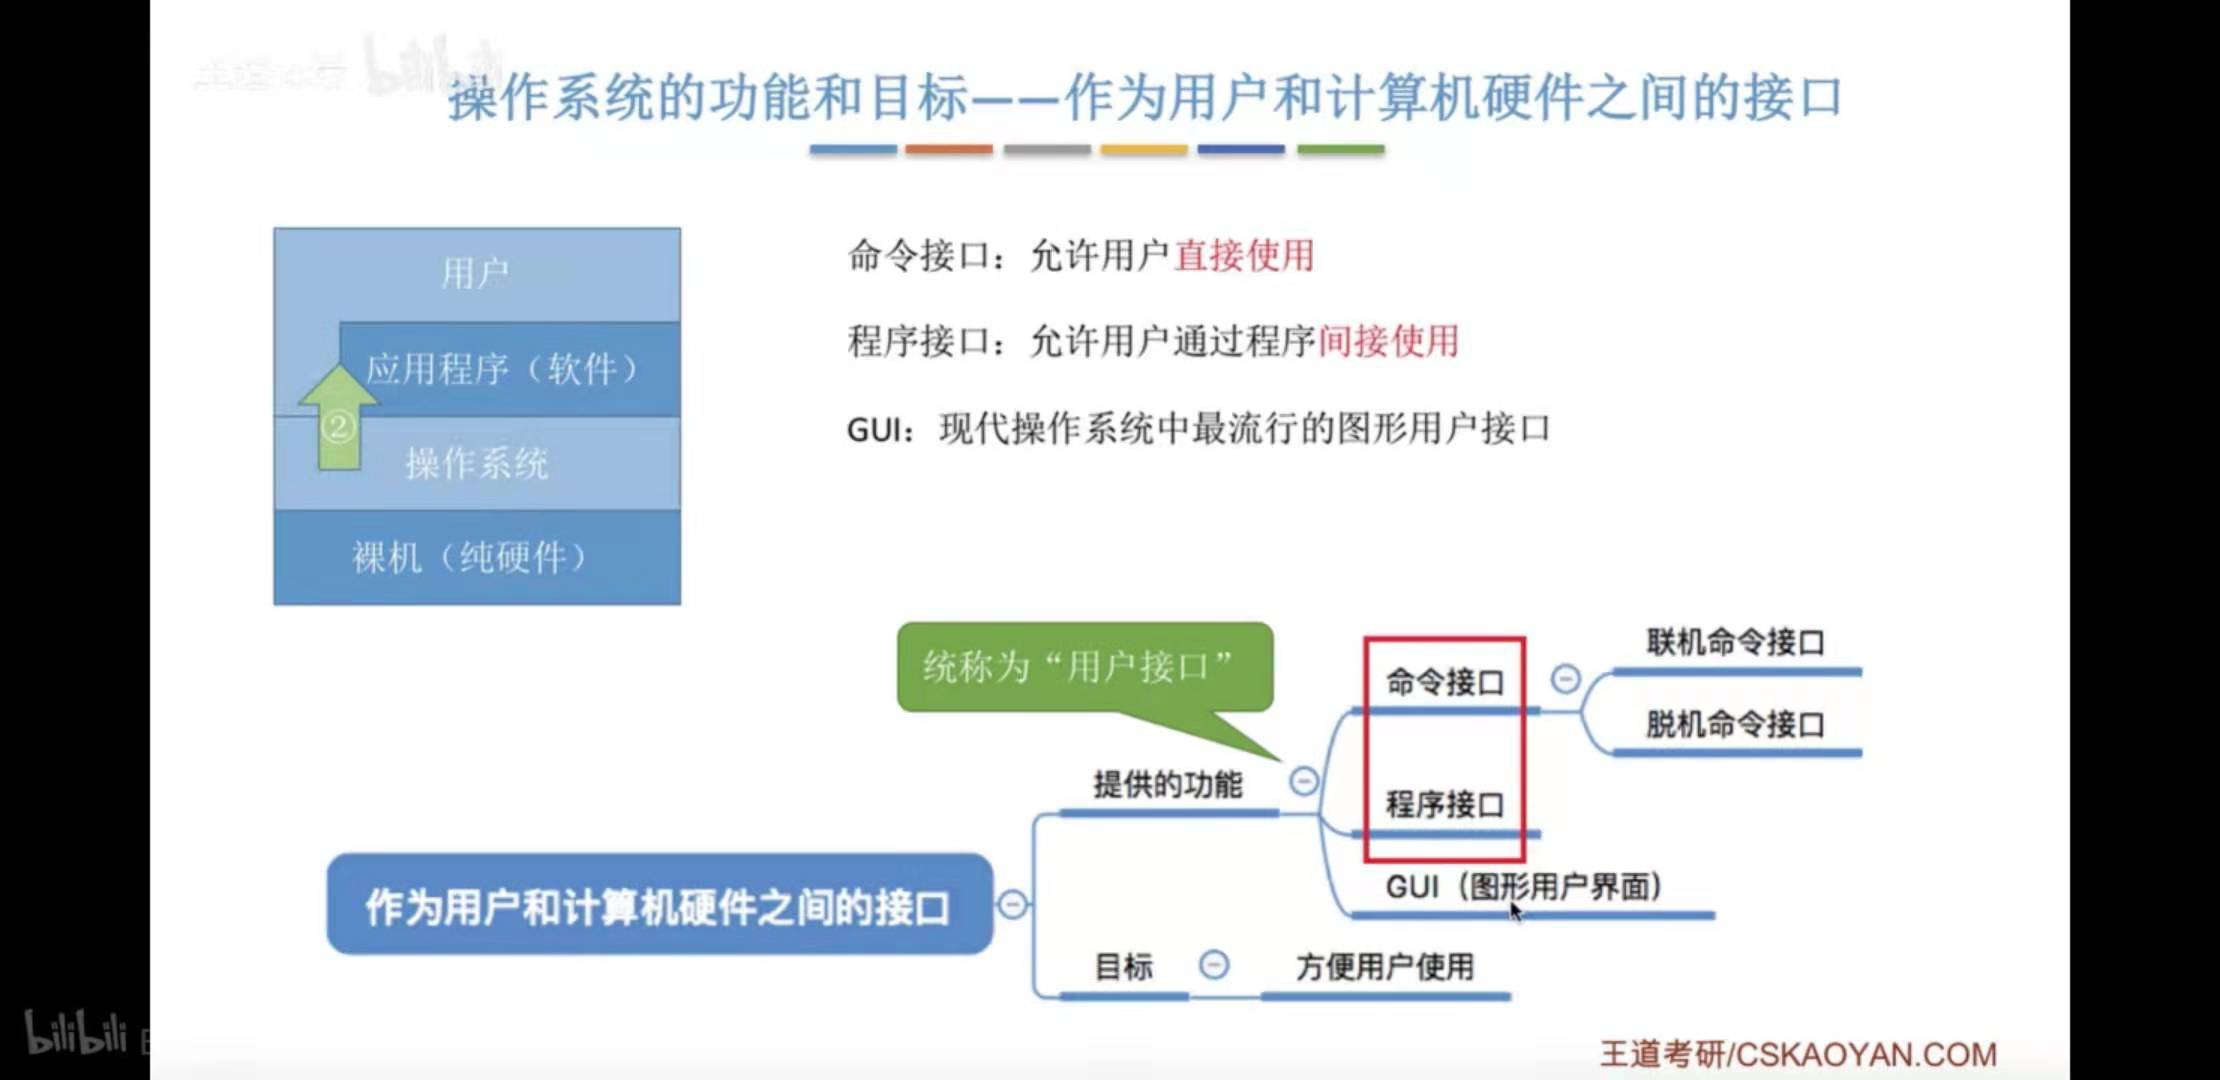 操作系统的功能和目标——作为用户和计算机硬件之间的接口
用户
应用程序（软件）
②
操作系统
裸机（纯硬件）
命令接口：允许用户直接使用
程序接口：允许用户通过程序间接使用
GUI：现代操作系统中最流行的图形用户接口
统称为“用户接口”
作为用户和计算机硬件之间的接口
提供的功能
命令接口
联机命令接口
脱机命令接口
程序接口
GUI（图形用户界面）
目标
方便用户使用
bilibili
bilibili
王道考研/CSKAOYAN.COM